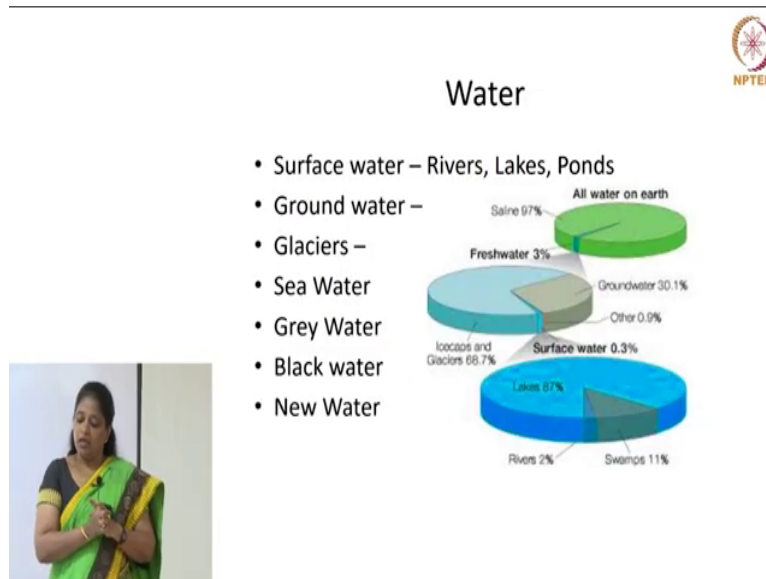 NPTEL
Water
• Surface water – Rivers, Lakes, Ponds
• Ground water –
• Glaciers –
• Sea Water
• Grey Water
• Black water
• New Water
All water on earth
Saline 97%
Freshwater 3%
Groundwater 30.1%
Other 0.9%
Icecaps and
Glaciers 68.7%
Surface water 0.3%
Lakes 87%
Rivers 2%
Swamps 11%